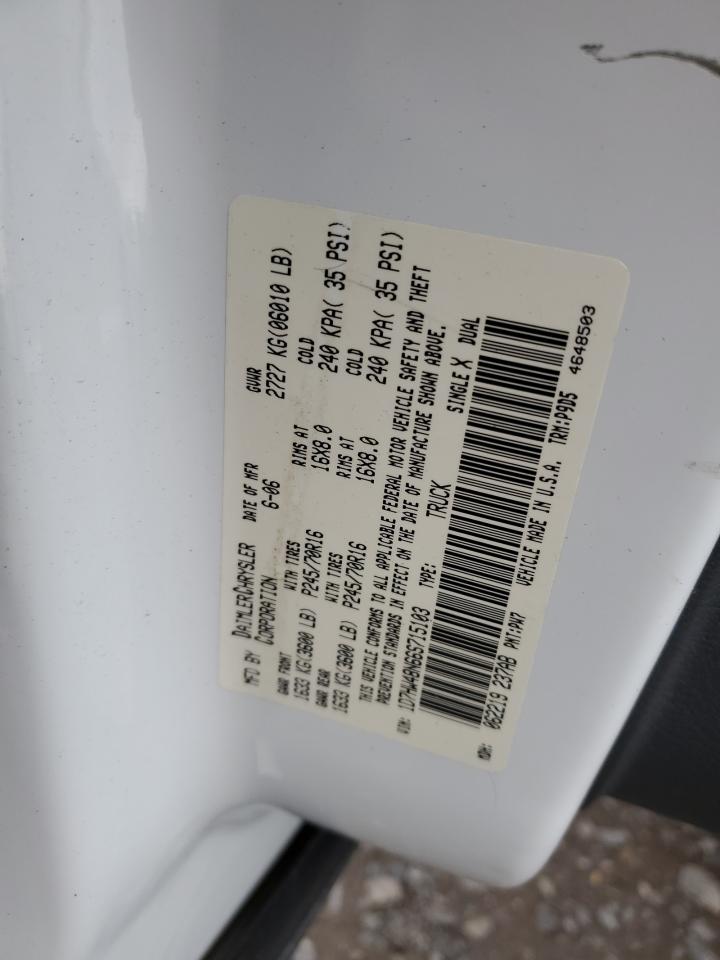 MFD BY DAIMLERCHRYSLER CORPORATION DATE OF MFR 6-06 GVWR 2727 KG(06010 LB)
GAWR FRONT WITH TIRES RIMS AT COLD
1633 KG(3600 LB) P245/70R16 16X8.0 240 KPA( 35 PSI)
GAWR REAR WITH TIRES RIMS AT COLD
1633 KG(3600 LB) P245/70R16 16X8.0 240 KPA( 35 PSI)
THIS VEHICLE CONFORMS TO ALL APPLICABLE FEDERAL MOTOR VEHICLE SAFETY AND THEFT
PREVENTION STANDARDS IN EFFECT ON THE DATE OF MANUFACTURE SHOWN ABOVE.
VIN: 1D7HW48N66S715103 TYPE: TRUCK SINGLE X DUAL
MDH: 062219 237AB PNT:PW7 VEHICLE MADE IN U.S.A. TRM:P9D5 4648503